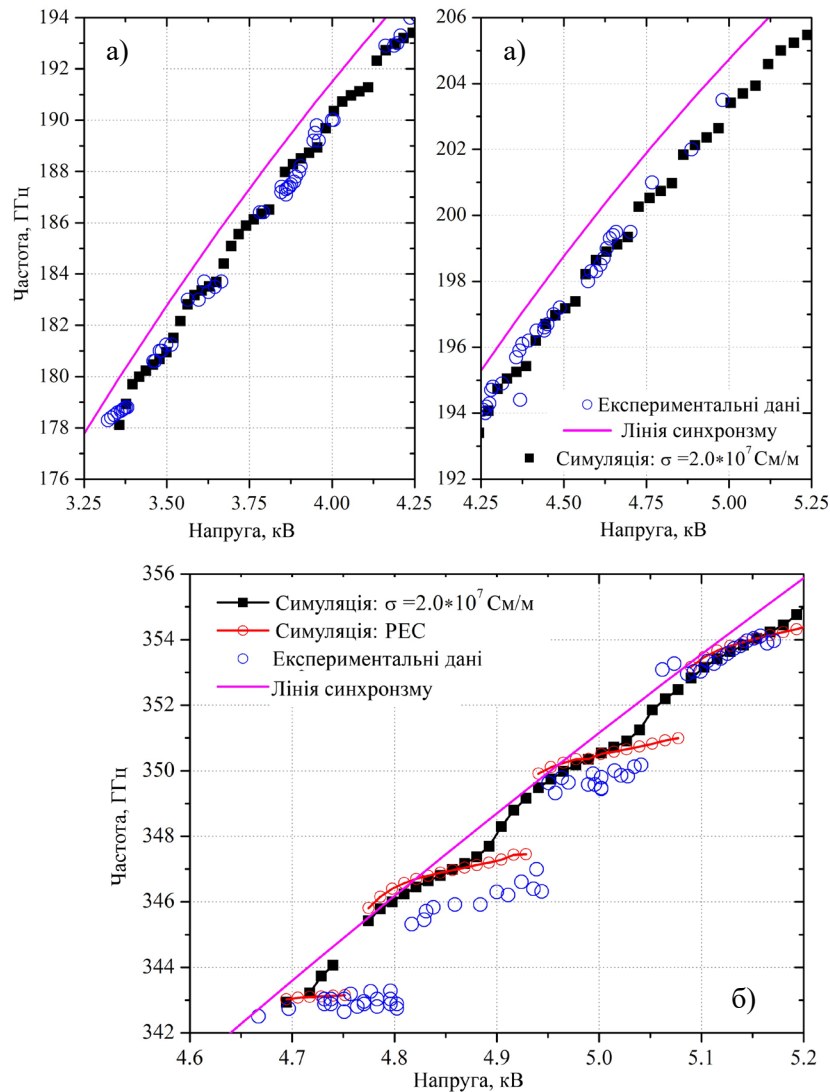 а)
а)
Частота, ГГц
194
192
190
188
186
184
182
180
178
176
3.25 3.50 3.75 4.00 4.25
Напруга, кВ
206
204
202
200
198
196
194
192
Експериментальні дані
Лінія синхронзму
Симуляція: σ =2.0*10⁷ См/м
4.25 4.50 4.75 5.00 5.25
Напруга, кВ
Частота, ГГц
356
354
351
350
348
346
343
342
Симуляція: σ =2.0*10⁷ См/м
Симуляція: PEC
Експериментальні дані
Лінія синхронзму
б)
4.6 4.7 4.8 4.9 5.0 5.1 5.2
Напруга, кВ